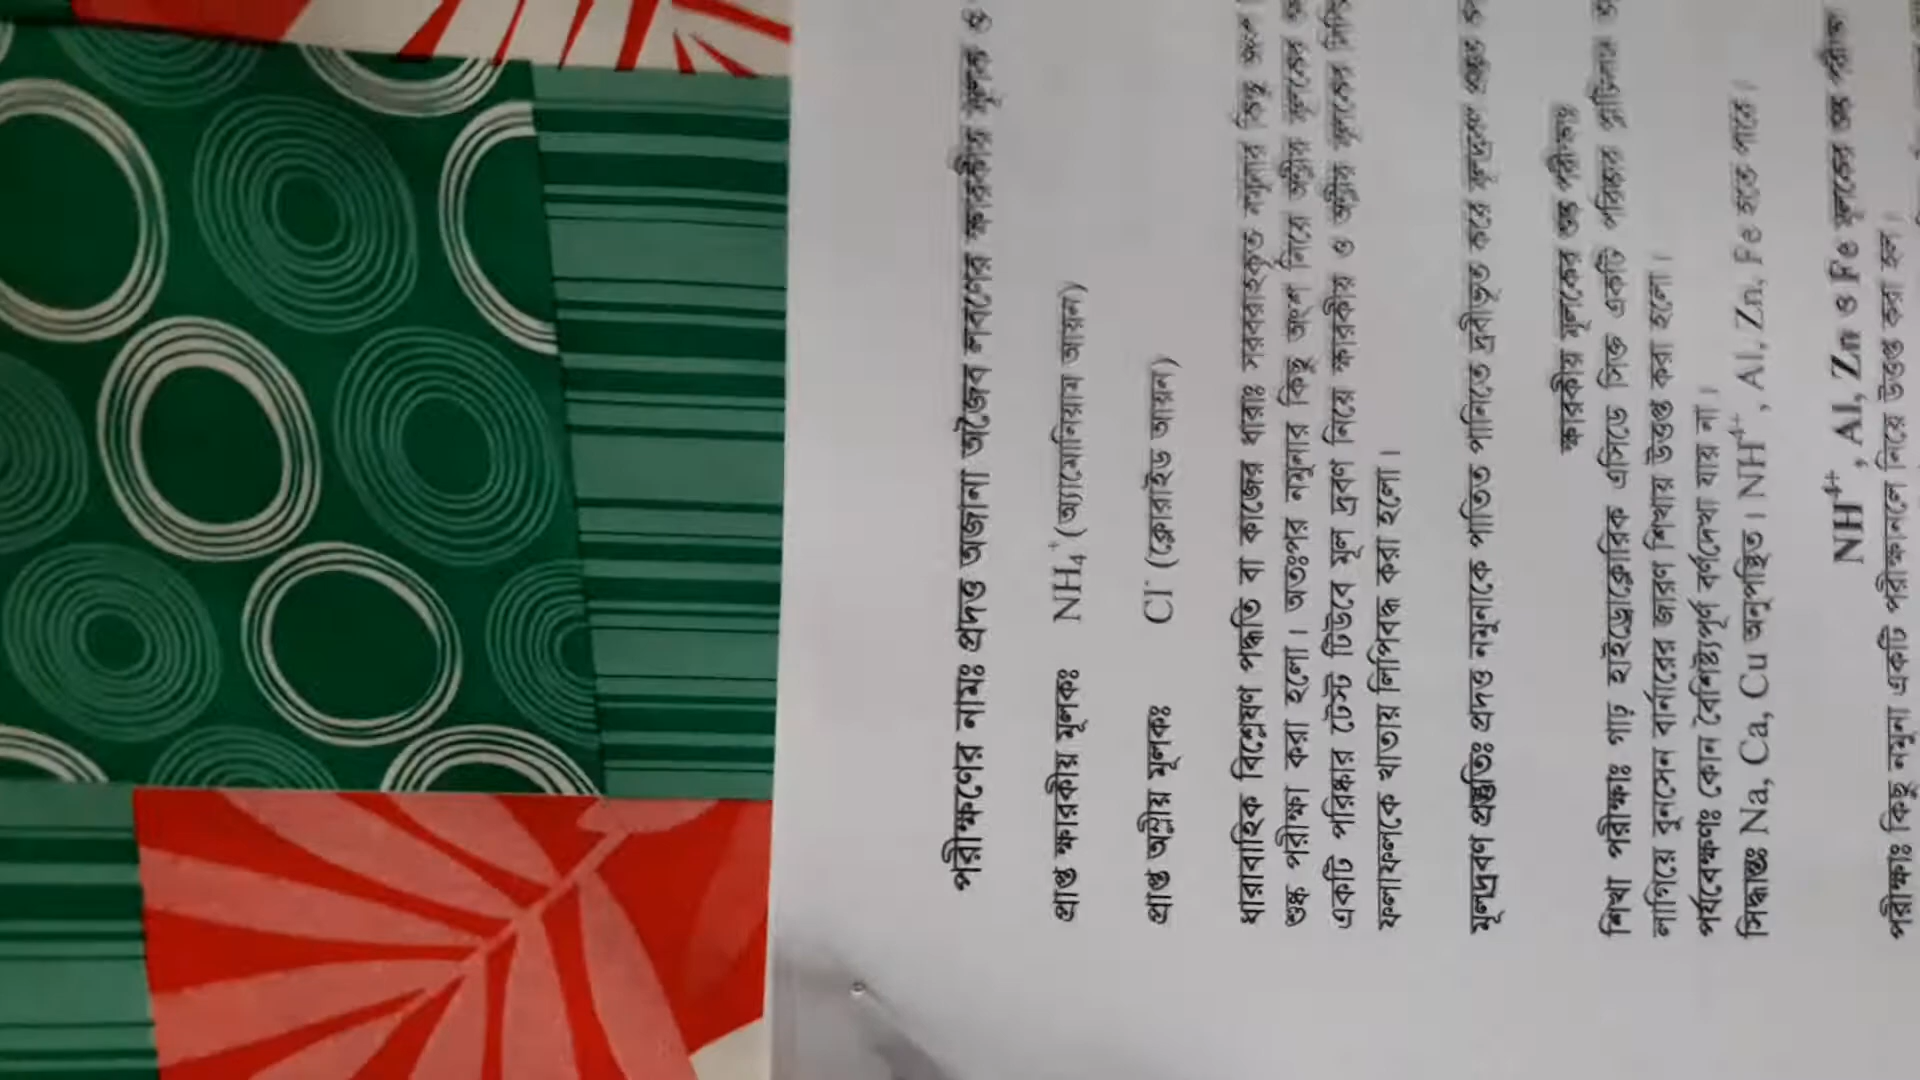 পরীক্ষণের নামঃ প্রদত্ত অজানা অজৈব লবণের ক্ষারকীয় মূলক ও
প্রাপ্ত ক্ষারকীয় মূলকঃ NH₄⁺ (অ্যামোনিয়াম আয়ন)
প্রাপ্ত অম্লীয় মূলকঃ Cl⁻ (ক্লোরাইড আয়ন)
ধারাবাহিক বিশ্লেষণ পদ্ধতি বা কাজের ধারাঃ সরবরাহকৃত নমুনার কিছু অংশ
শুষ্ক পরীক্ষা করা হলো। অতঃপর নমুনার কিছু অংশ নিয়ে অম্লীয় মূলকের
একটি পরিষ্কার টেস্ট টিউবে মূল দ্রবণ নিয়ে ক্ষারকীয় ও অম্লীয় মূলকের
ফলাফলকে খাতায় লিপিবদ্ধ করা হলো।
মূলদ্রবণ প্রস্তুতিঃ প্রদত্ত নমুনাকে পাতিত পানিতে দ্রবীভূত করে মূলদ্রবণ প্রস্তুত
ক্ষারকীয় মূলকের শুষ্ক পরীক্ষাঃ
শিখা পরীক্ষাঃ গাঢ় হাইড্রোক্লোরিক এসিডে সিক্ত একটি পরিষ্কার প্লাটিনাম
লাগিয়ে বুনসেন বার্নারের জারণ শিখায় উত্তপ্ত করা হলো।
পর্যবেক্ষণঃ কোন বৈশিষ্ট্যপূর্ণ বর্ণদেখা যায় না।
সিদ্ধান্তঃ Na, Ca, Cu অনুপস্থিত। NH⁴⁺, Al, Zn, Fe হতে পারে।
NH⁴⁺, Al, Zn ও Fe মূলকের শুষ্ক পরীক্ষা
পরীক্ষাঃ কিছু নমুনা একটি পরীক্ষানলে নিয়ে উত্তপ্ত করা হল।